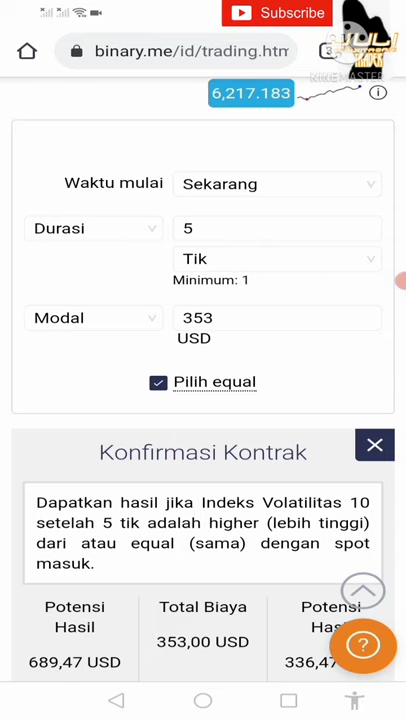 Subscribe
binary.me/id/trading.htm
KINEMASTER
6,217.183
Waktu mulai
Sekarang
Durasi
5
Tik
Minimum: 1
Modal
353
USD
Pilih equal
Konfirmasi Kontrak
Dapatkan hasil jika Indeks Volatilitas 10
setelah 5 tik adalah higher (lebih tinggi)
dari atau equal (sama) dengan spot
masuk.
Potensi
Hasil
689,47 USD
Total Biaya
353,00 USD
Potensi
336,47